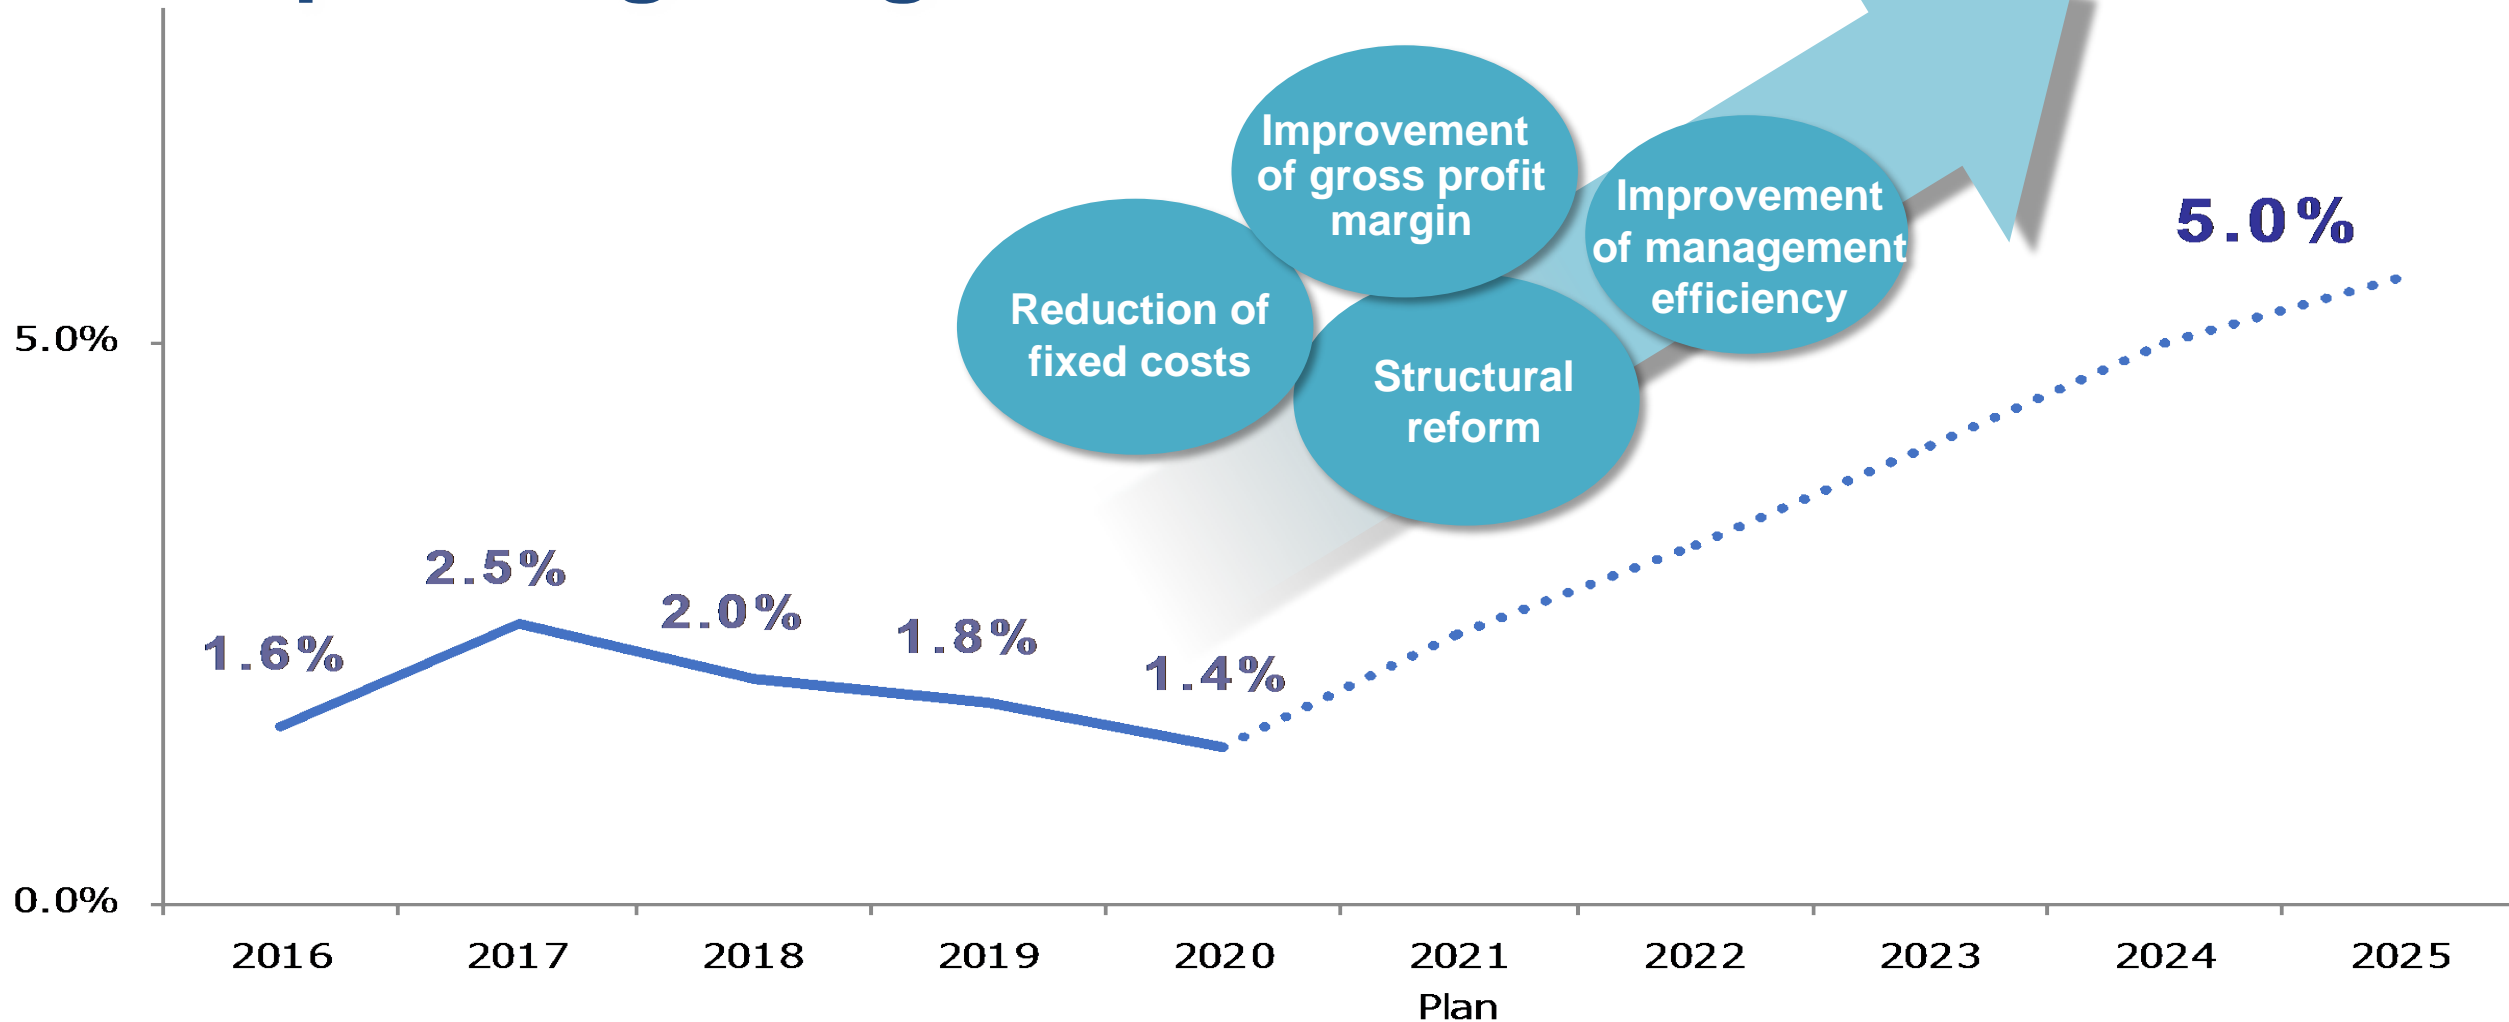 Improvement
of gross profit
margin
Improvement
of management
efficiency
5.0%
Reduction of
fixed costs
5.0%
Structural
reform
2.5%
2.0%
1.8%
1.6%
1.4%
0.0%
2016 2017 2018 2019 2020 2021 2022 2023 2024 2025
Plan